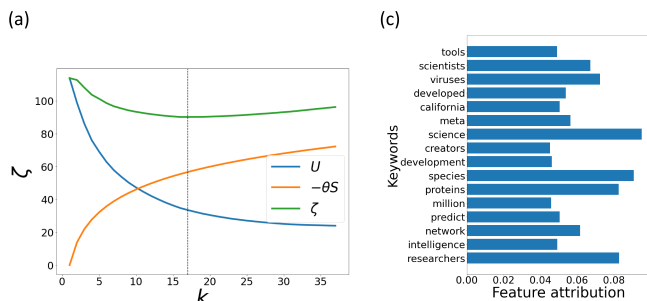 (a)
(c)
100
80
60
40
20
0
ζ
0
5
10
15
20
25
30
35
k
U
−θS
ζ
Keywords
tools
scientists
viruses
developed
california
meta
science
creators
development
species
proteins
million
predict
network
intelligence
researchers
0.00 0.02 0.04 0.06 0.08
Feature attribution